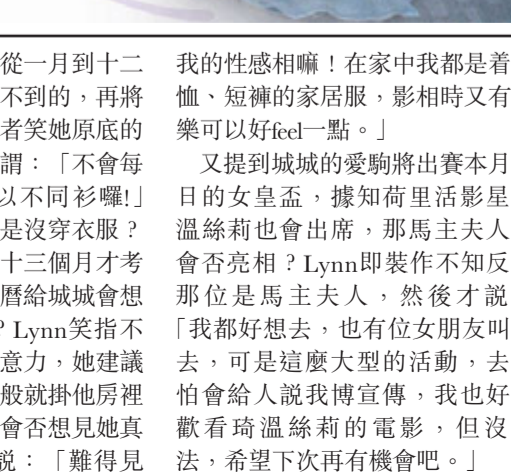 從一月到十二
不到的，再將
者笑她原底的
謂：「不會每
以不同衫囉!」
是沒穿衣服？
十三個月才考
曆給城城會想
? Lynn笑指不
意力，她建議
般就掛他房裡
會否想見她真
説：「難得見
我的性感相嘛！在家中我都是着
恤、短褲的家居服，影相時又有
樂可以好feel一點。」
又提到城城的愛駒將出賽本月
日的女皇盃，據知荷里活影星
溫絲莉也會出席，那馬主夫人
會否亮相？Lynn即裝作不知反
那位是馬主夫人，然後才説
「我都好想去，也有位女朋友叫
去，可是這麼大型的活動，去
怕會給人説我博宣傳，我也好
歡看琦溫絲莉的電影，但沒
法，希望下次再有機會吧。」